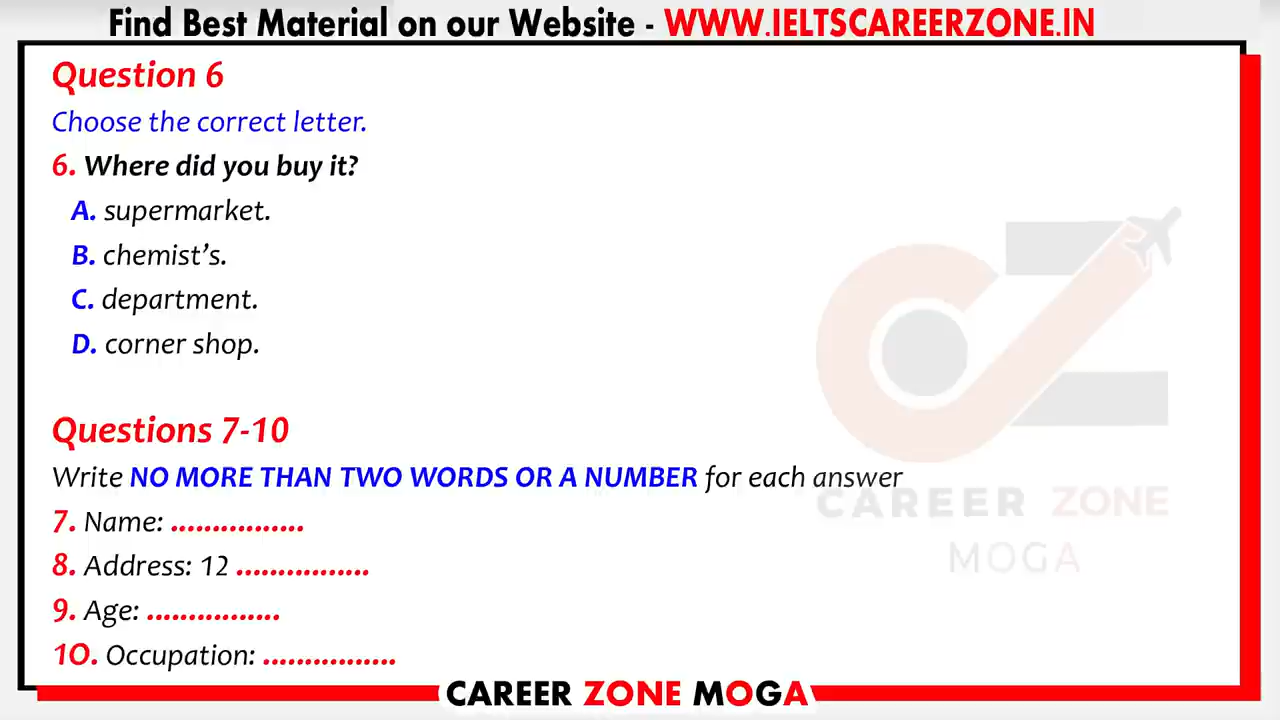 Find Best Material on our Website - WWW.IELTSCAREERZONE.IN
Question 6
Choose the correct letter.
6. Where did you buy it?
A. supermarket.
B. chemist’s.
C. department.
D. corner shop.
Questions 7-10
Write NO MORE THAN TWO WORDS OR A NUMBER for each answer
7. Name: ................
8. Address: 12 ................
9. Age: ................
10. Occupation: ................
CAREER ZONE
MOGA
CAREER ZONE MOGA